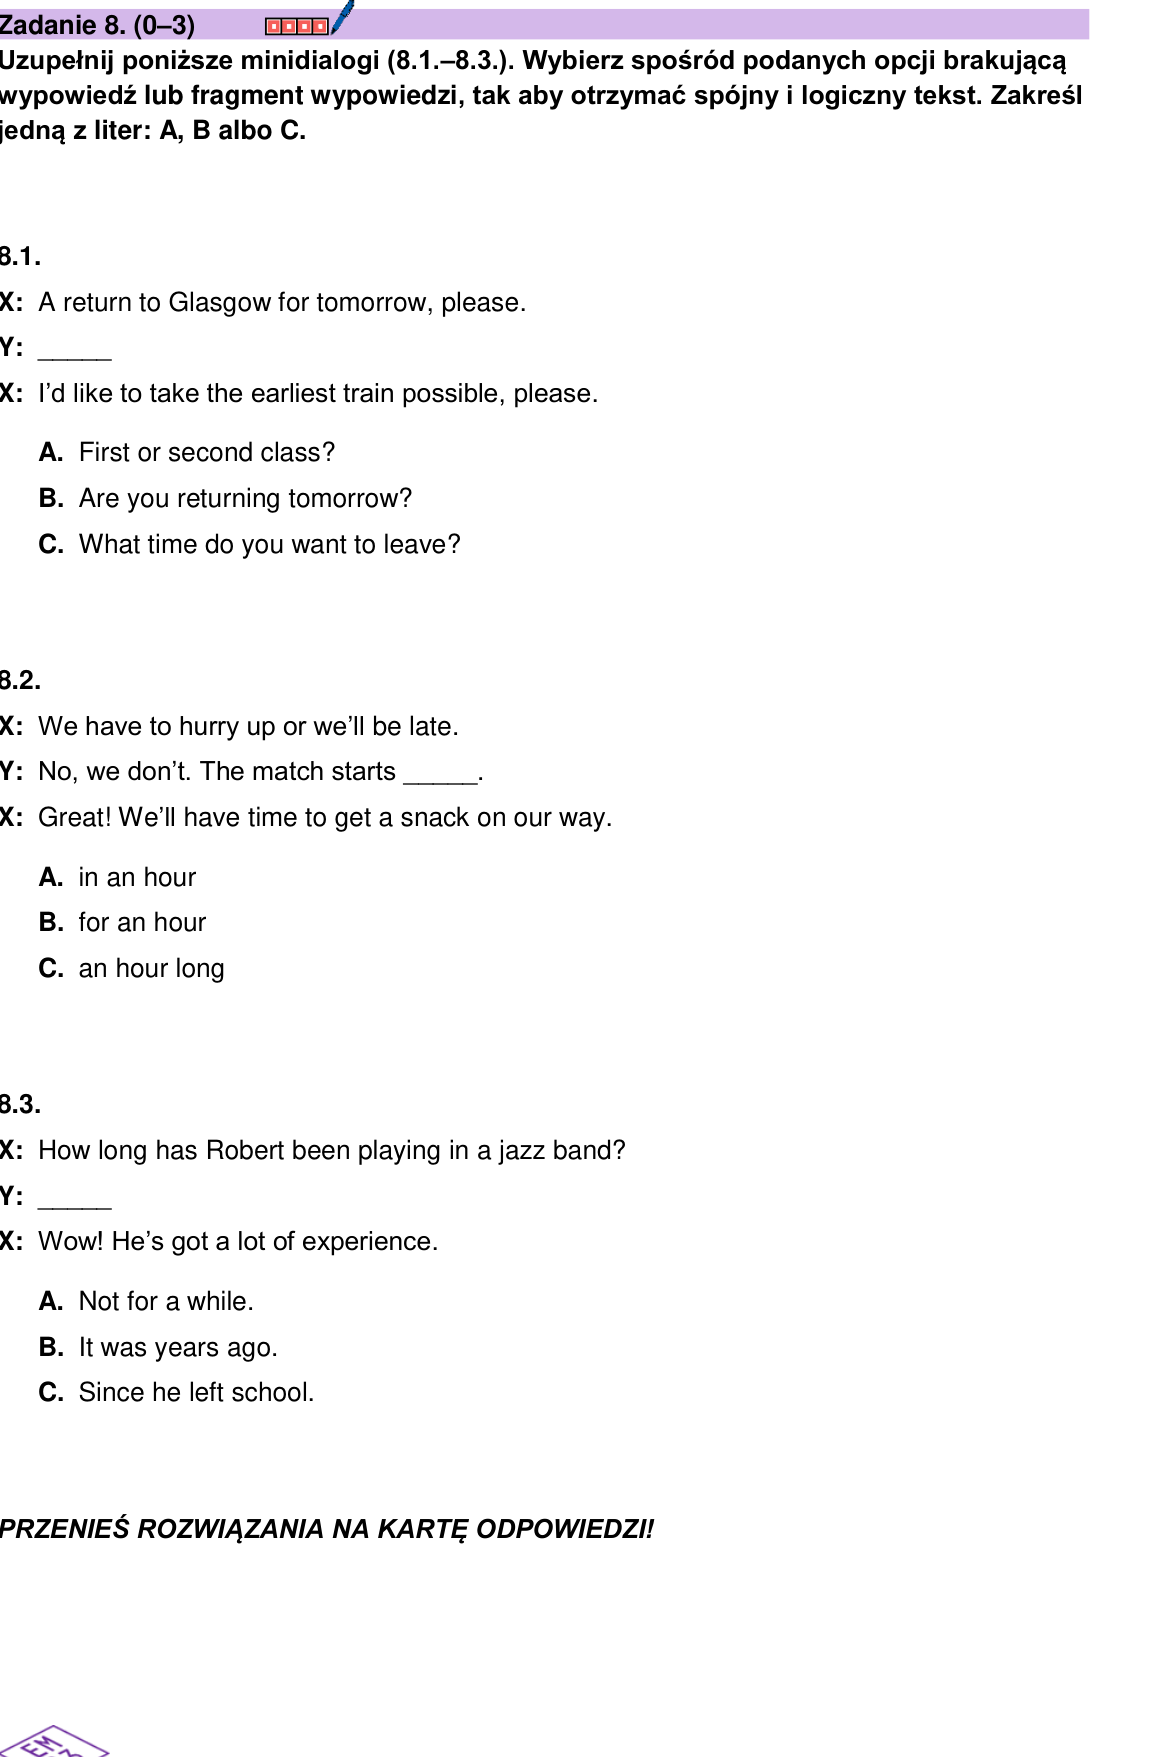 Zadanie 8. (0–3)
Uzupełnij poniższe minidialogi (8.1.–8.3.). Wybierz spośród podanych opcji brakującą
wypowiedź lub fragment wypowiedzi, tak aby otrzymać spójny i logiczny tekst. Zakreśl
jedną z liter: A, B albo C.
8.1.
X: A return to Glasgow for tomorrow, please.
Y: _____
X: I’d like to take the earliest train possible, please.
A. First or second class?
B. Are you returning tomorrow?
C. What time do you want to leave?
8.2.
X: We have to hurry up or we’ll be late.
Y: No, we don’t. The match starts _____.
X: Great! We’ll have time to get a snack on our way.
A. in an hour
B. for an hour
C. an hour long
8.3.
X: How long has Robert been playing in a jazz band?
Y: _____
X: Wow! He’s got a lot of experience.
A. Not for a while.
B. It was years ago.
C. Since he left school.
PRZENIEŚ ROZWIĄZANIA NA KARTĘ ODPOWIEDZI!